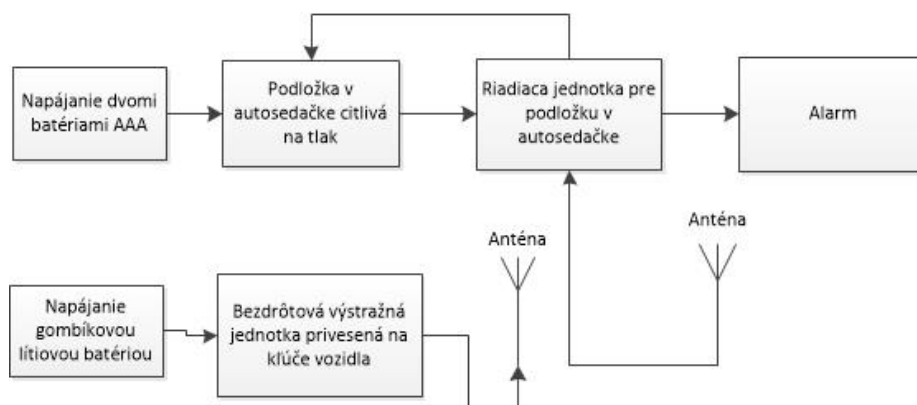 Napájanie dvomi
batériami AAA
Podložka v
autosedačke citlivá
na tlak
Riadiaca jednotka pre
podložku v
autosedačke
Alarm
Anténa
Anténa
Napájanie
gombíkovou
lítiovou batériou
Bezdrôtová výstražná
jednotka privesená na
kľúče vozidla